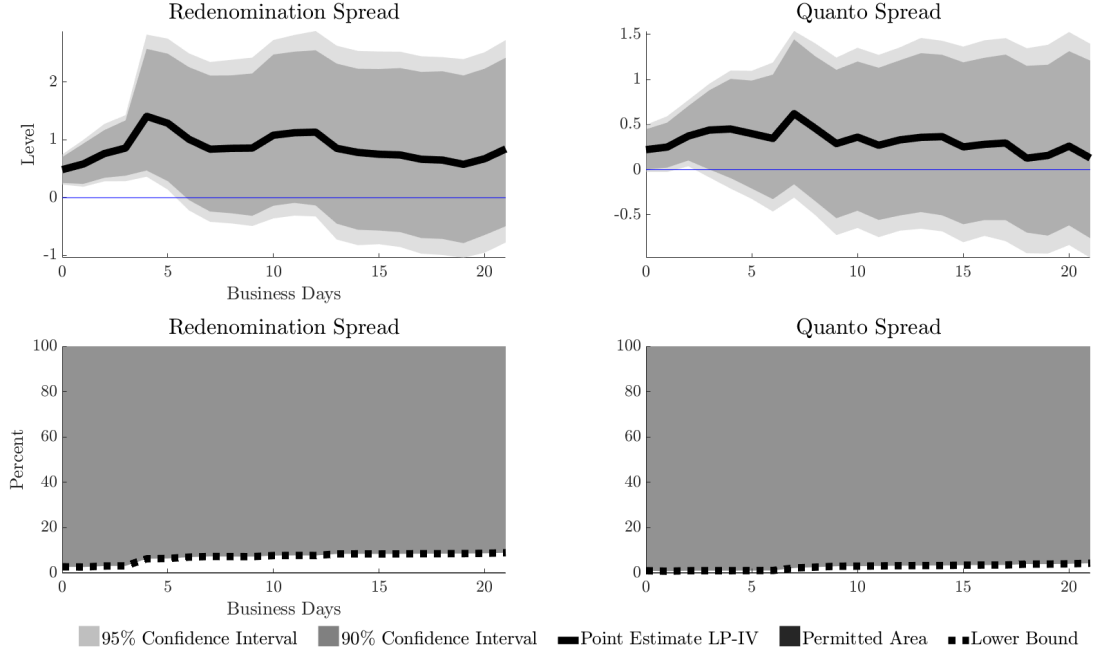 Redenomination Spread
Quanto Spread
2
1
0
-1
Level
0 5 10 15 20
Business Days
1.5
1
0.5
0
-0.5
0 5 10 15 20
Redenomination Spread
Quanto Spread
100
80
60
40
20
0
Percent
0 5 10 15 20
Business Days
100
80
60
40
20
0
0 5 10 15 20
95% Confidence Interval 90% Confidence Interval Point Estimate LP-IV Permitted Area Lower Bound